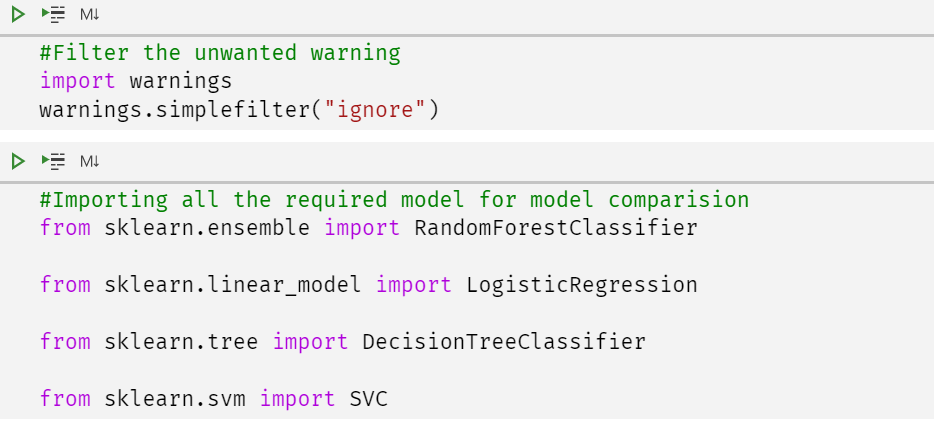 M↓
#Filter the unwanted warning
import warnings
warnings.simplefilter("ignore")
M↓
#Importing all the required model for model comparision
from sklearn.ensemble import RandomForestClassifier
from sklearn.linear_model import LogisticRegression
from sklearn.tree import DecisionTreeClassifier
from sklearn.svm import SVC